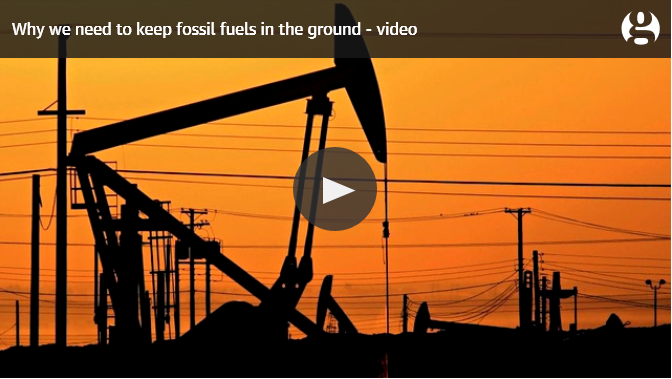 Why we need to keep fossil fuels in the ground - video